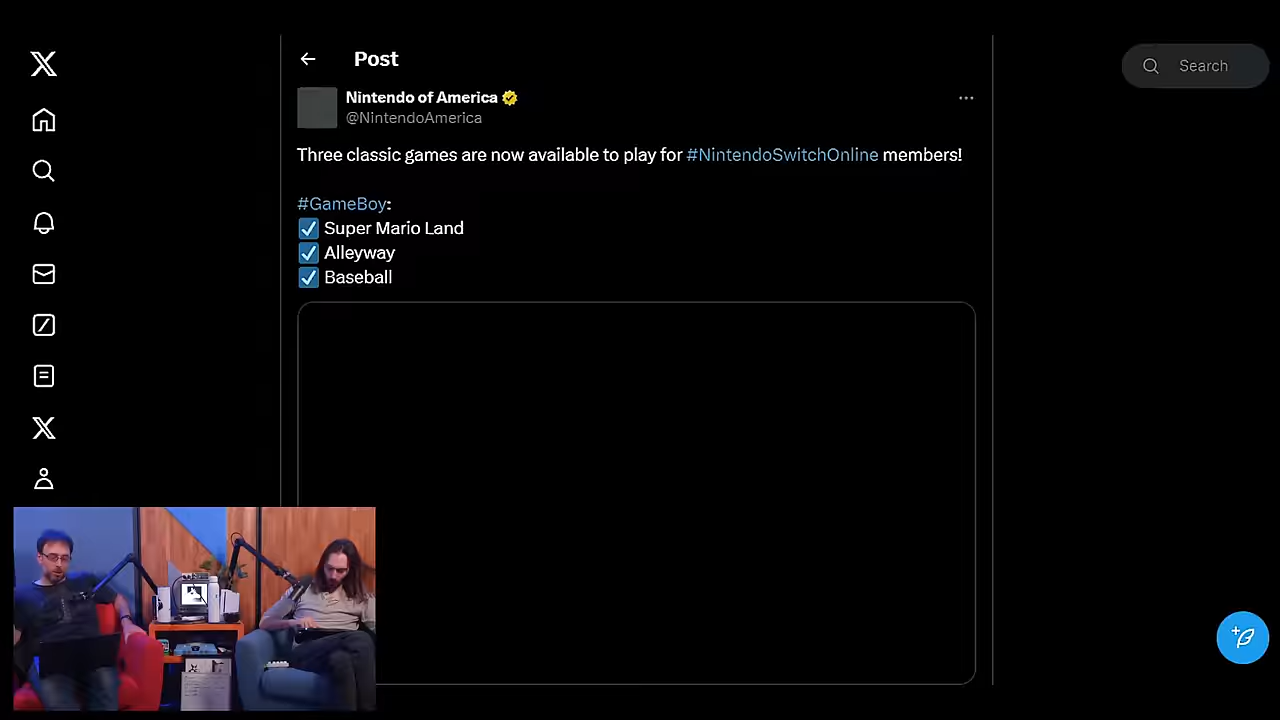 Post
Search
Nintendo of America
@NintendoAmerica
Three classic games are now available to play for #NintendoSwitchOnline members!
#GameBoy:
Super Mario Land
Alleyway
Baseball